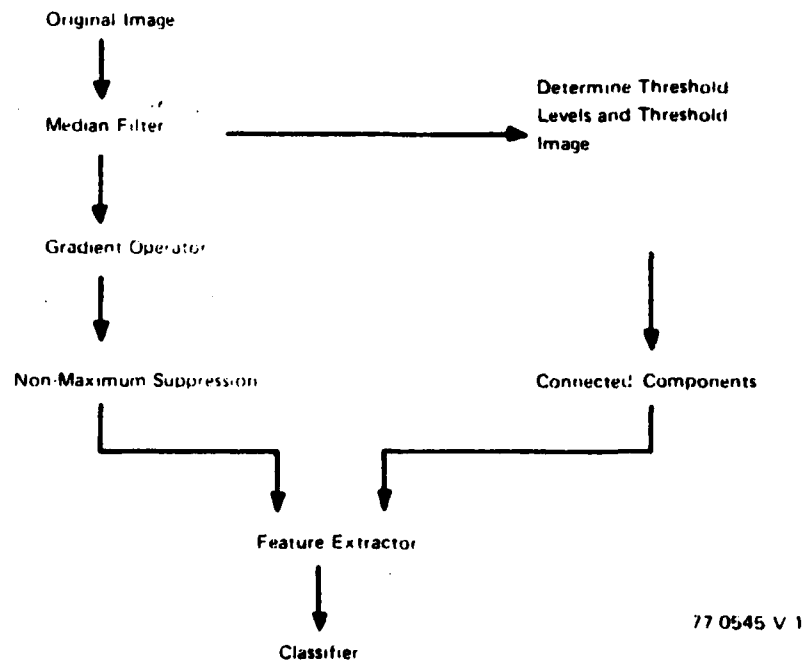 Original Image
Median Filter
Determine Threshold
Levels and Threshold
Image
Gradient Operator
Non-Maximum Suppression
Connected Components
Feature Extractor
Classifier
77 0545 V 1